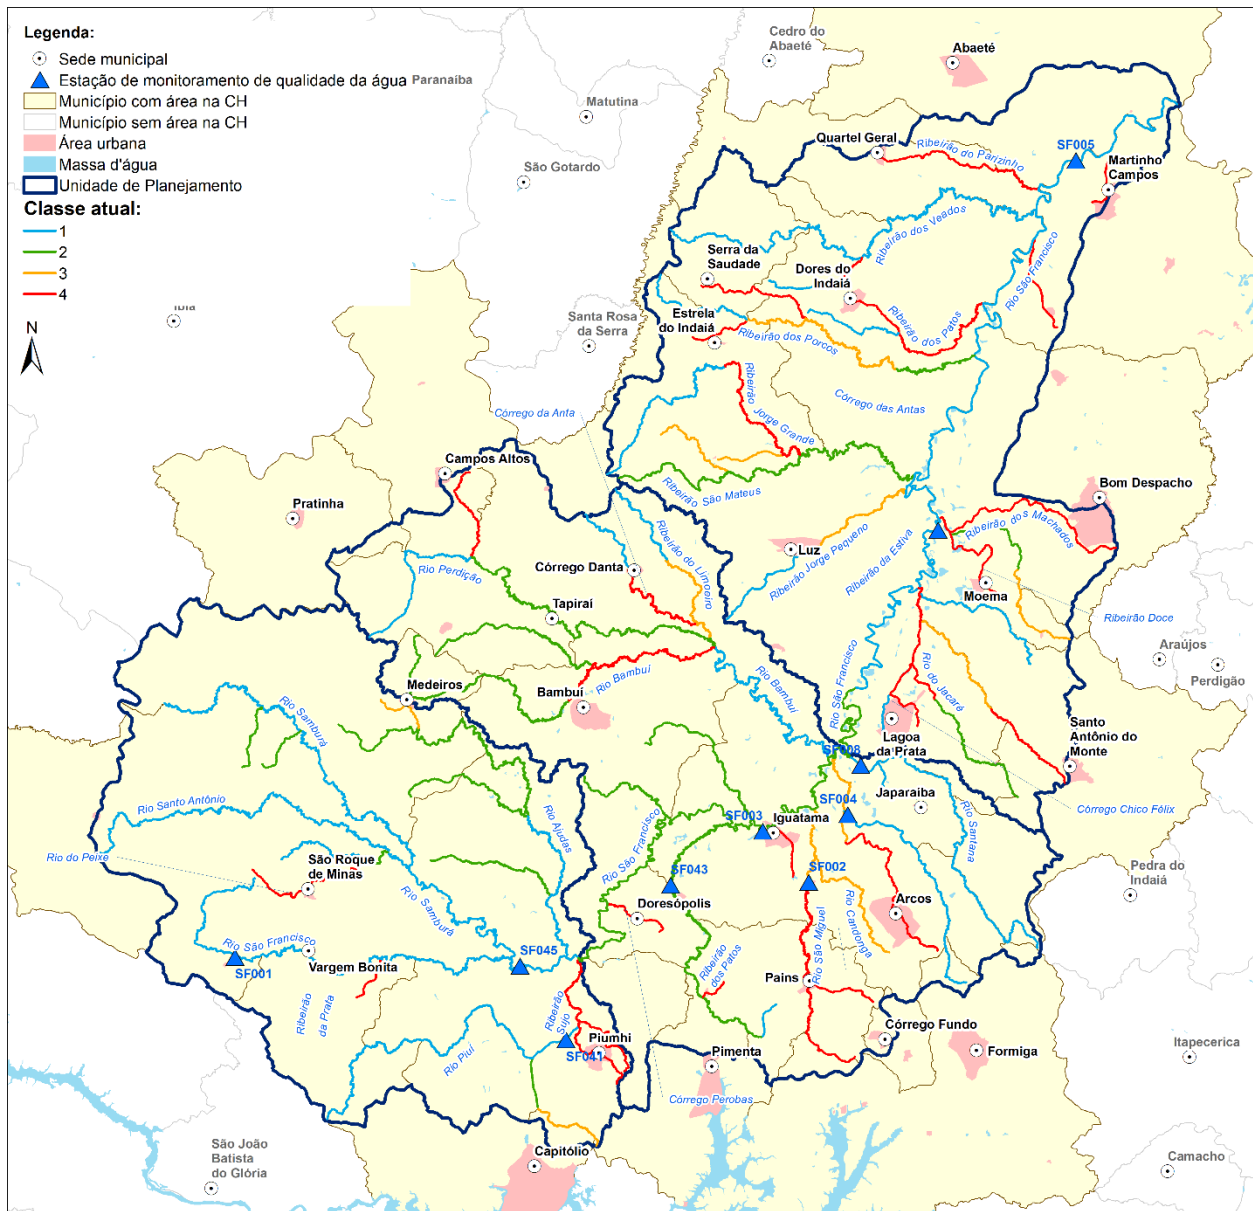 Legenda:
Sede municipal
Estação de monitoramento de qualidade da água
Município com área na CH
Município sem área na CH
Área urbana
Massa d'água
Unidade de Planejamento
Classe atual:
1
2
3
4
N
Paranaíba
Cedro do
Abaeté
Abaeté
Matutina
São Gotardo
Quartel Geral
Ribeirão do Parizinho
SF005
Martinho
Campos
Ribeirão dos Veados
Serra da
Saudade
Dores do
Indaiá
Rio São Francisco
Santa Rosa
da Serra
Estrela
do Indaiá
Ribeirão dos Patos
Ribeirão dos Porcos
Ribeirão
Jorge Grande
Córrego das Antas
Córrego da Anta
Campos Altos
Pratinha
Ribeirão São Mateus
Bom Despacho
Ribeirão dos Machados
Luz
Ribeirão Jorge Pequeno
Ribeirão da Estiva
Ribeirão do Limoeiro
Rio Perdição
Córrego Danta
Tapiraí
Moema
Ribeirão Doce
Araújos
Perdigão
Medeiros
Bambuí
Rio Bambuí
Rio Bambuí
Rio São Francisco
Rio do Jacaré
Lagoa
da Prata
Santo
Antônio do
Monte
Rio Samburá
SF008
Japaraíba
Córrego Chico Félix
Rio Santo Antônio
Rio Ajudas
Rio São Francisco
SF003
Iguatama
SF004
Rio Santana
Rio do Peixe
São Roque
de Minas
Rio Samburá
SF043
SF002
Doresópolis
Arcos
Rio Candonga
Rio São Miguel
Pedra do
Indaiá
Rio São Francisco
SF001
Vargem Bonita
SF045
Ribeirão
dos Patos
Pains
Ribeirão
da Prata
Ribeirão
Sujo
SF041
Piumhi
Rio Piuí
Pimenta
Córrego Fundo
Formiga
Itapecerica
Córrego Perobas
São João
Batista
do Glória
Capitólio
Camacho